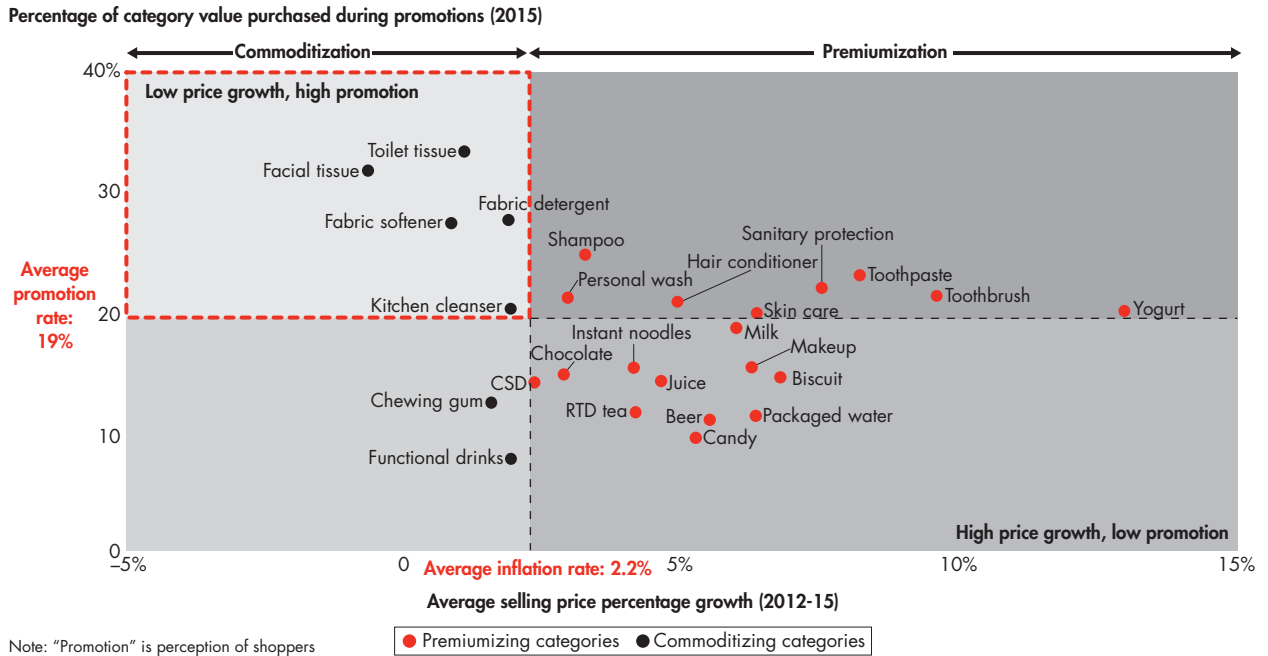 Percentage of category value purchased during promotions (2015)
Commoditization
Premiumization
40%
Low price growth, high promotion
Toilet tissue
Facial tissue
30
Fabric detergent
Fabric softener
Shampoo
Sanitary protection
Hair conditioner
Personal wash
Toothpaste
Toothbrush
Average
promotion
rate:
19%
Kitchen cleanser
20
Skin care
Yogurt
Instant noodles
Milk
Makeup
Chocolate
CSD
Juice
Biscuit
Chewing gum
RTD tea
Beer
Packaged water
10
Candy
Functional drinks
High price growth, low promotion
0
–5%
0
Average inflation rate: 2.2%
5%
10%
15%
Average selling price percentage growth (2012-15)
Note: “Promotion” is perception of shoppers
Premiumizing categories
Commoditizing categories